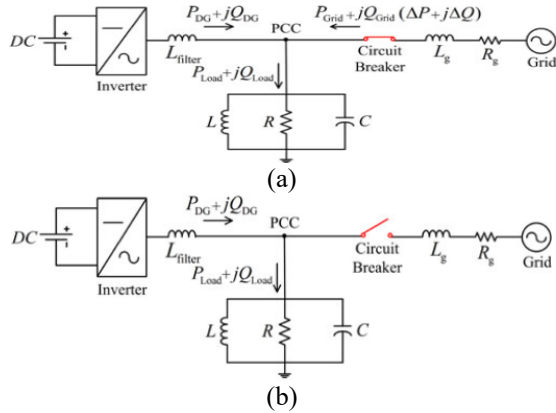 P_DG+jQ_DG
PCC
P_Grid+jQ_Grid (ΔP+jΔQ)
DC
Inverter
L_filter
P_Load+jQ_Load
Circuit
Breaker
L_g
R_g
Grid
L
R
C
(a)
P_DG+jQ_DG
PCC
DC
Inverter
L_filter
P_Load+jQ_Load
Circuit
Breaker
L_g
R_g
Grid
L
R
C
(b)